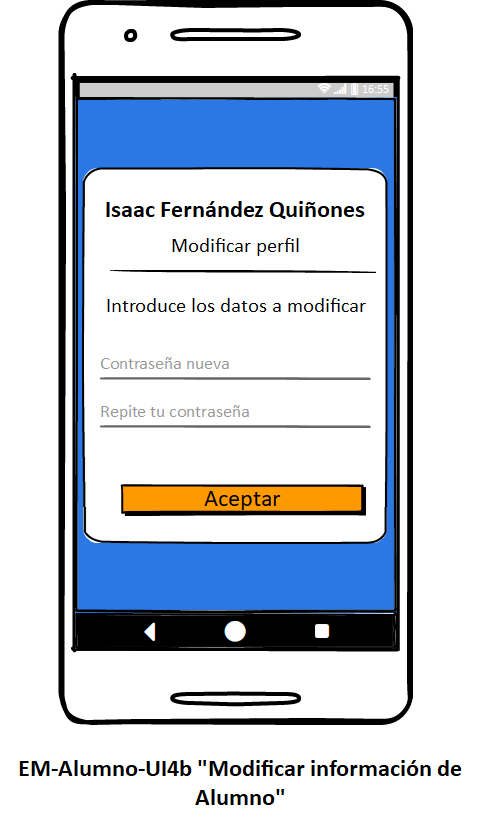 16:55
Isaac Fernández Quiñones
Modificar perfil
Introduce los datos a modificar
Contraseña nueva
Repite tu contraseña
Aceptar
EM-Alumno-UI4b "Modificar información de
Alumno"